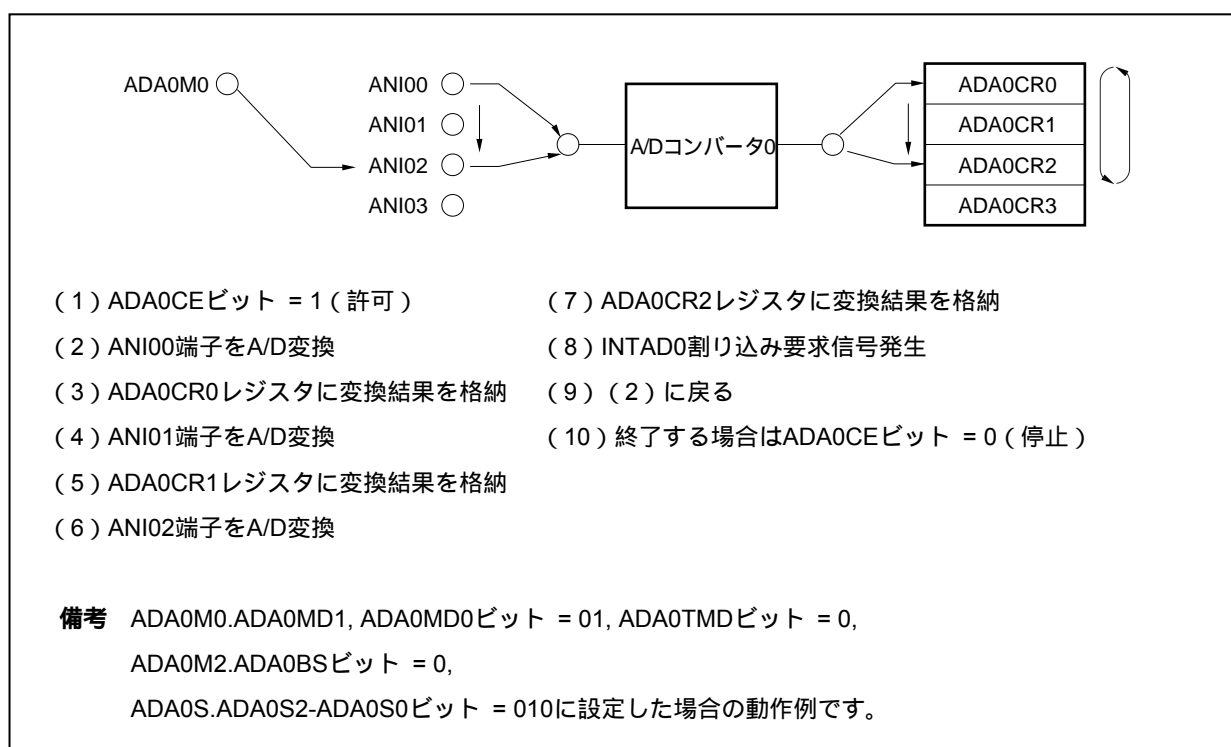 ADA0M0
ANI00
ANI01
ANI02
ANI03
A/Dコンバータ0
ADA0CR0
ADA0CR1
ADA0CR2
ADA0CR3
(1)ADA0CEビット = 1(許可)
(2)ANI00端子をA/D変換
(3)ADA0CR0レジスタに変換結果を格納
(4)ANI01端子をA/D変換
(5)ADA0CR1レジスタに変換結果を格納
(6)ANI02端子をA/D変換
(7)ADA0CR2レジスタに変換結果を格納
(8)INTAD0割り込み要求信号発生
(9)(2)に戻る
(10)終了する場合はADA0CEビット = 0(停止)
備考 ADA0M0.ADA0MD1, ADA0MD0ビット = 01, ADA0TMDビット = 0,
ADA0M2.ADA0BSビット = 0,
ADA0S.ADA0S2-ADA0S0ビット = 010に設定した場合の動作例です。